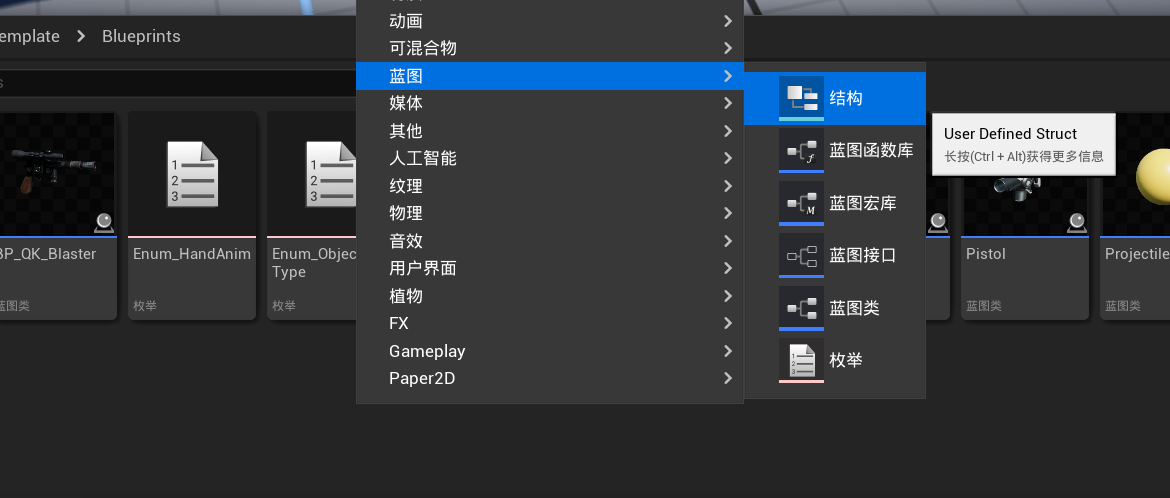 emplate
Blueprints
动画
可混合物
蓝图
媒体
其他
人工智能
纹理
物理
音效
用户界面
植物
FX
Gameplay
Paper2D
结构
蓝图函数库
蓝图宏库
蓝图接口
蓝图类
枚举
User Defined Struct
长按(Ctrl + Alt)获得更多信息
BP_QK_Blaster
蓝图类
Enum_HandAnim
枚举
Enum_Objec
Type
枚举
Pistol
蓝图类
Projectile
蓝图类